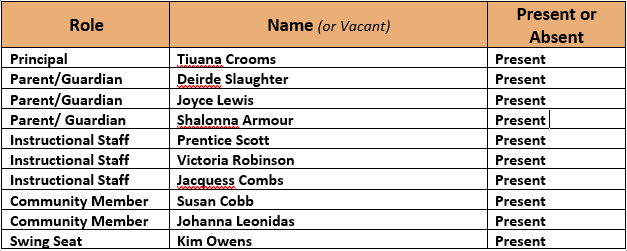 Role Name (or Vacant) Present or Absent
Principal Tiuana Crooms Present
Parent/Guardian Deirde Slaughter Present
Parent/Guardian Joyce Lewis Present
Parent/ Guardian Shalonna Armour Present
Instructional Staff Prentice Scott Present
Instructional Staff Victoria Robinson Present
Instructional Staff Jacquess Combs Present
Community Member Susan Cobb Present
Community Member Johanna Leonidas Present
Swing Seat Kim Owens Present